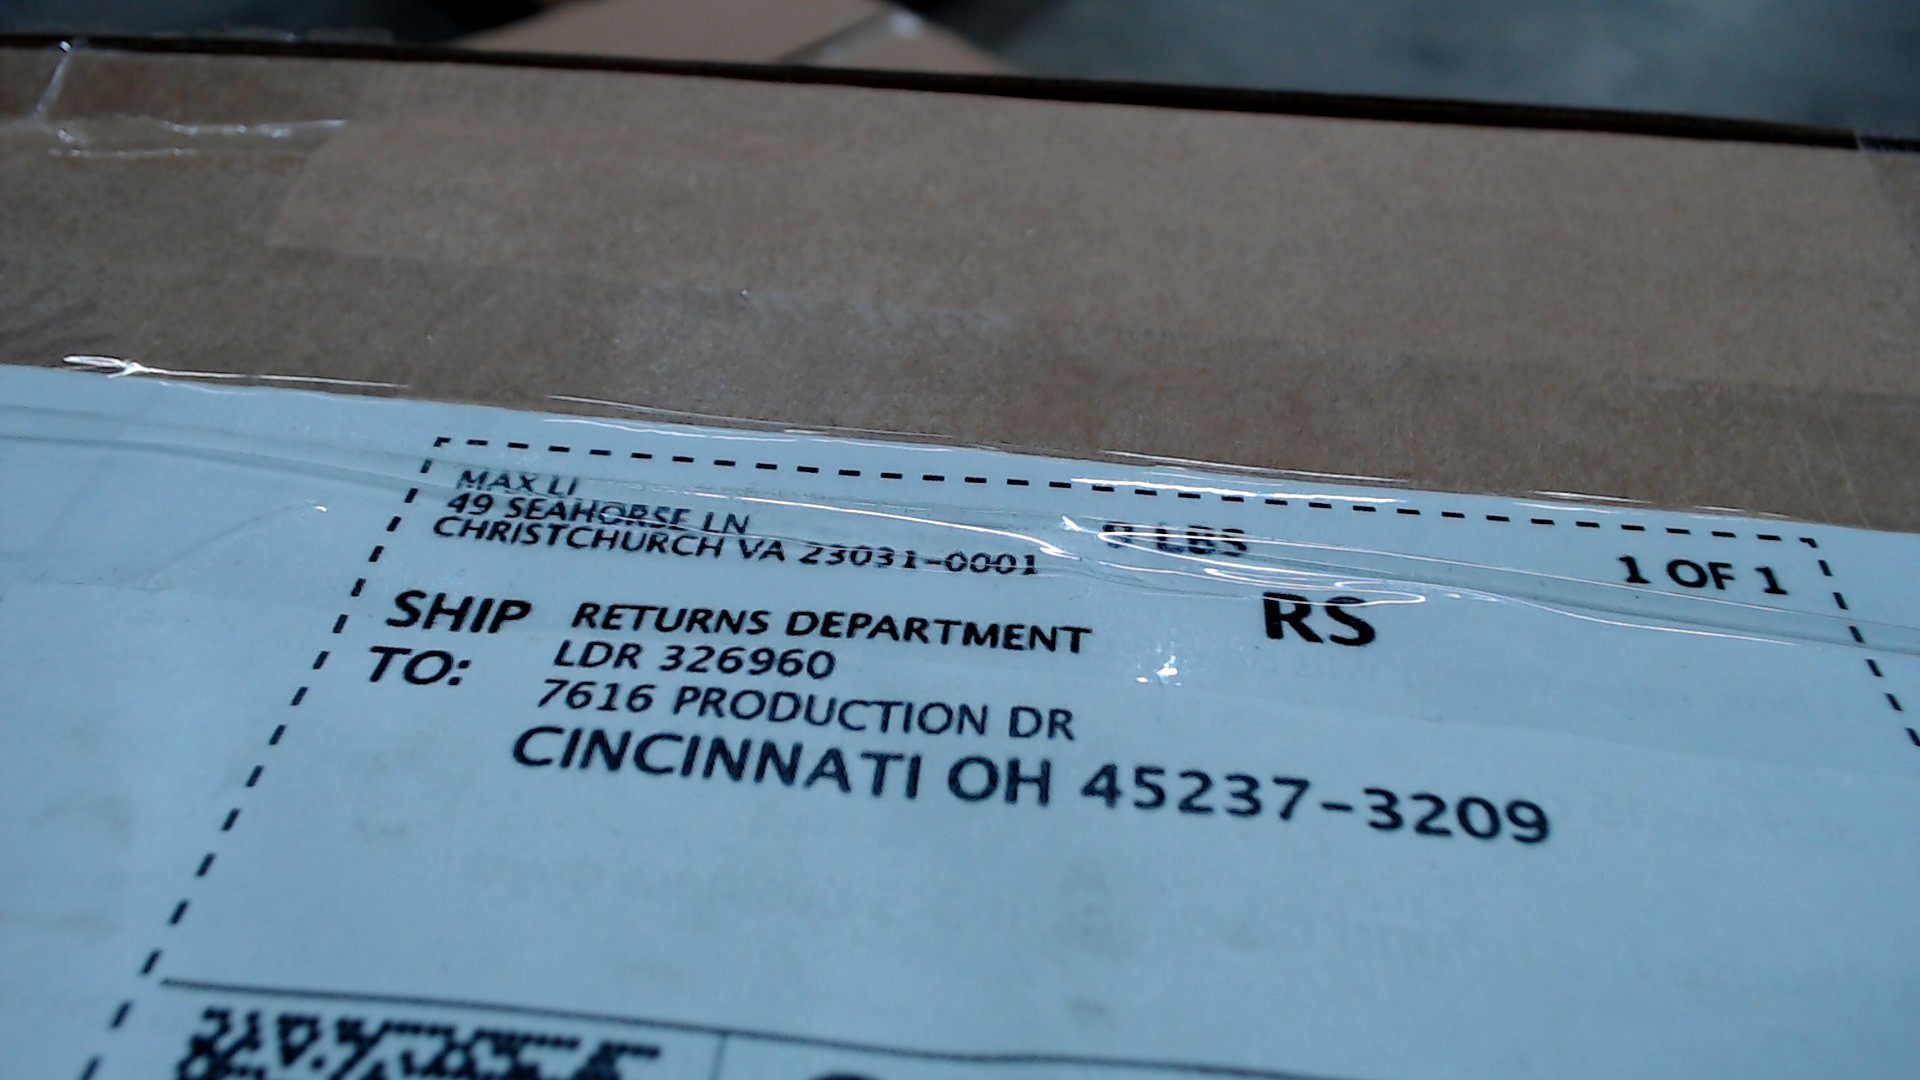 MAX LI
49 SEAHORSE LN
CHRISTCHURCH VA 23031-0001
LBS
1 OF 1
RS
SHIP TO:
RETURNS DEPARTMENT
LDR 326960
7616 PRODUCTION DR
CINCINNATI OH 45237-3209